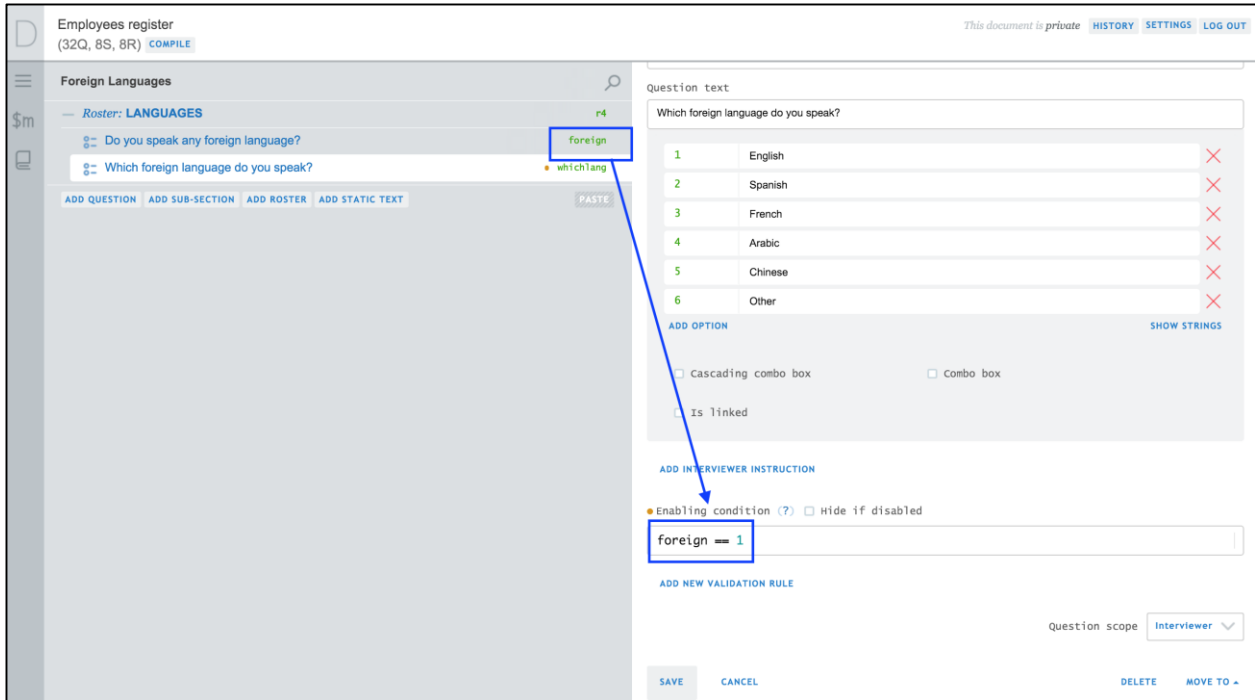 D
Employees register
(32Q, 8S, 8R) COMPILE
This document is private HISTORY SETTINGS LOG OUT
$m
Foreign Languages
— Roster: LANGUAGES r4
Do you speak any foreign language? foreign
Which foreign language do you speak? whichlang
ADD QUESTION ADD SUB-SECTION ADD ROSTER ADD STATIC TEXT PASTE
Question text
Which foreign language do you speak?
1 English
2 Spanish
3 French
4 Arabic
5 Chinese
6 Other
ADD OPTION SHOW STRINGS
Cascading combo box Combo box
Is linked
ADD INTERVIEWER INSTRUCTION
Enabling condition (?) Hide if disabled
foreign == 1
ADD NEW VALIDATION RULE
Question scope Interviewer
SAVE CANCEL DELETE MOVE TO